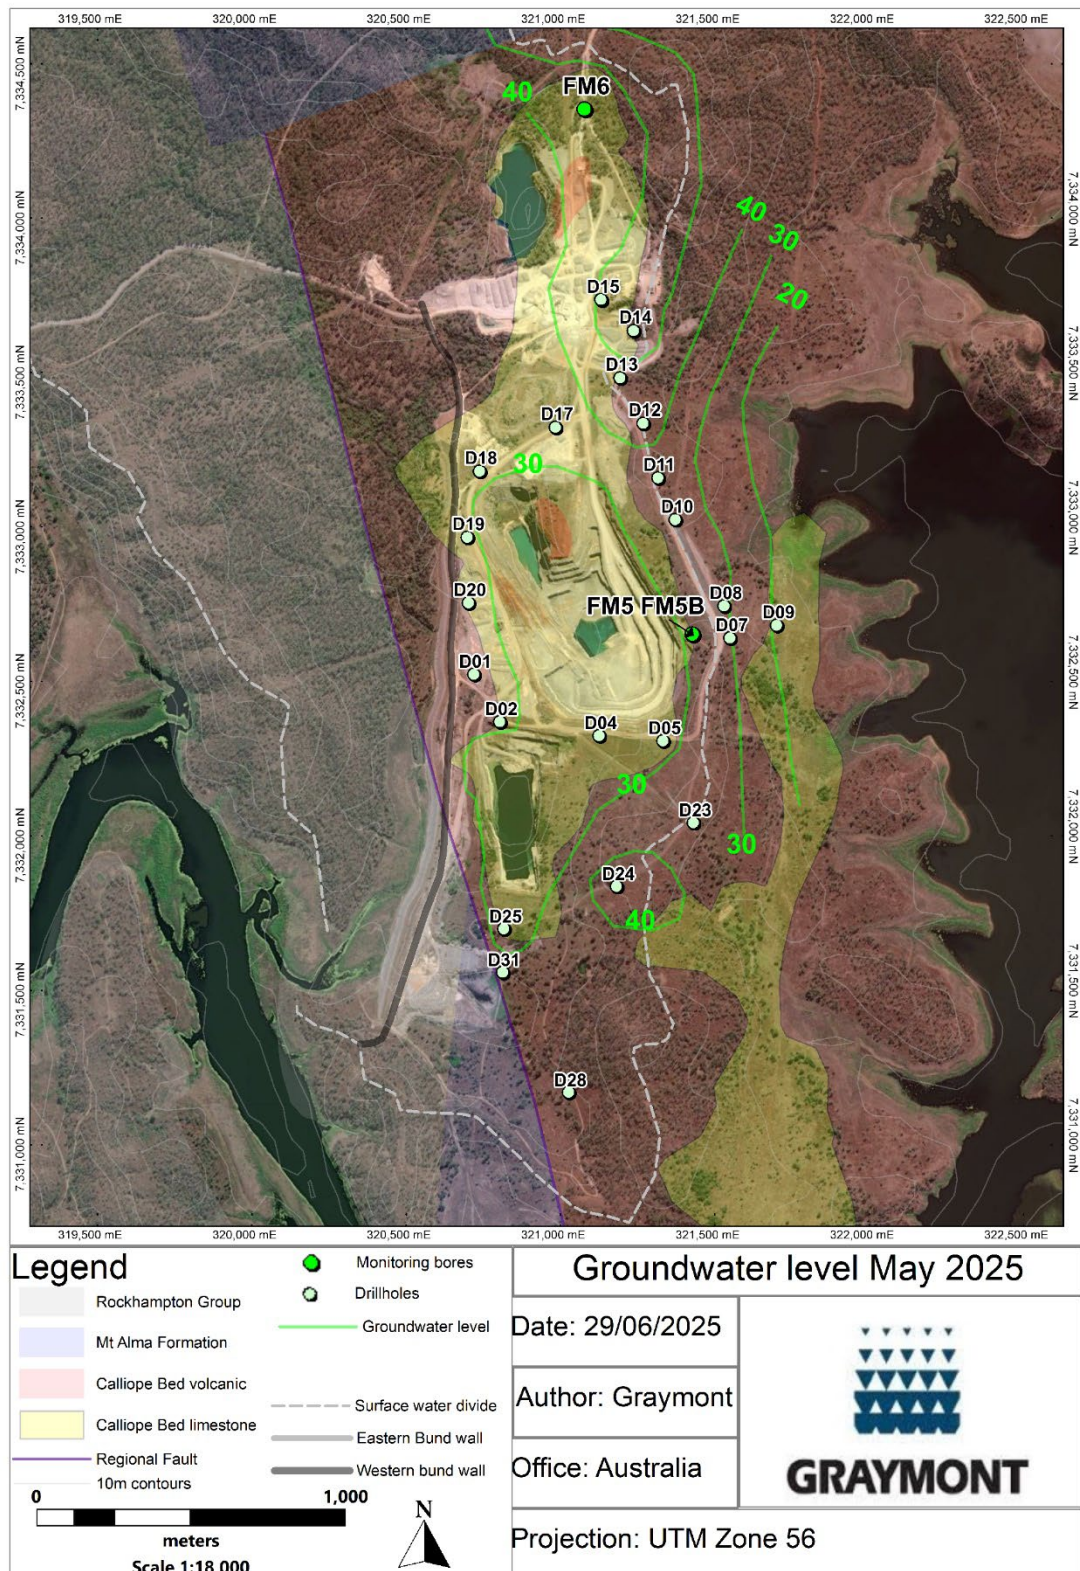 319,500 mE 320,000 mE 320,500 mE 321,000 mE 321,500 mE 322,000 mE 322,500 mE
7,334,500 mN
7,334,000 mN
7,333,500 mN
7,333,000 mN
7,332,500 mN
7,332,000 mN
7,331,500 mN
7,331,000 mN
7,334,000 mN
7,333,500 mN
7,333,000 mN
7,332,500 mN
7,332,000 mN
7,331,500 mN
7,331,000 mN
40
FM6
40
30
20
D15
D14
D13
D12
D17
D18
30
D11
D10
D19
D20
FM5 FM5B
D08
D07
D09
D01
D02
D04
D05
30
D23
30
D24
40
D25
D31
D28
319,500 mE 320,000 mE 320,500 mE 321,000 mE 321,500 mE 322,000 mE 322,500 mE
Legend
Rockhampton Group
Mt Alma Formation
Calliope Bed volcanic
Calliope Bed limestone
Regional Fault
10m contours
Monitoring bores
Drillholes
Groundwater level
Surface water divide
Eastern Bund wall
Western bund wall
0 1,000
meters
Scale 1:18,000
N
Groundwater level May 2025
Date: 29/06/2025
Author: Graymont
Office: Australia
GRAYMONT
Projection: UTM Zone 56